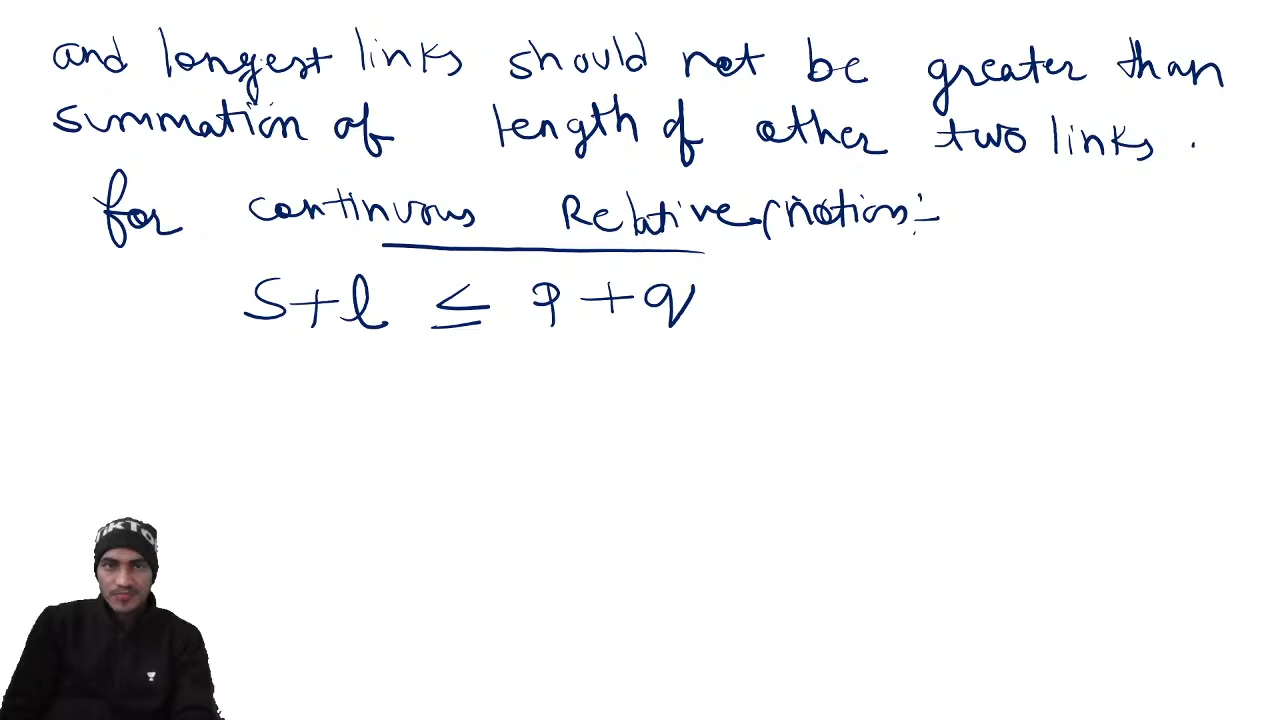 and longest links should not be greater than
summation of length of other two links.
for continuous Relative motion:-
S+l ≤ p+q
TiKTO